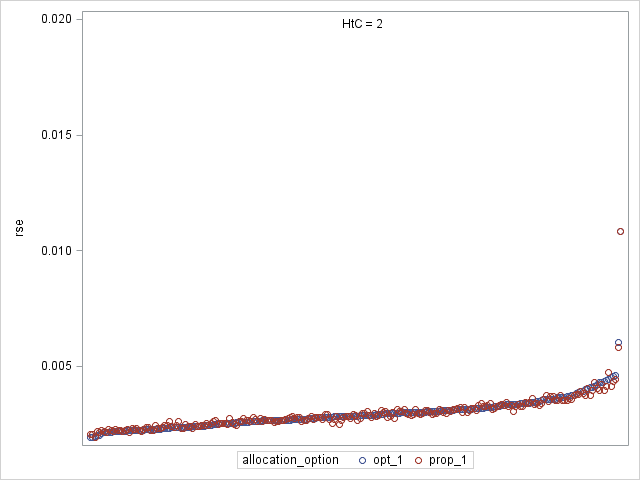 HtC = 2
0.020
0.015
0.010
0.005
rse
allocation_option opt_1 prop_1